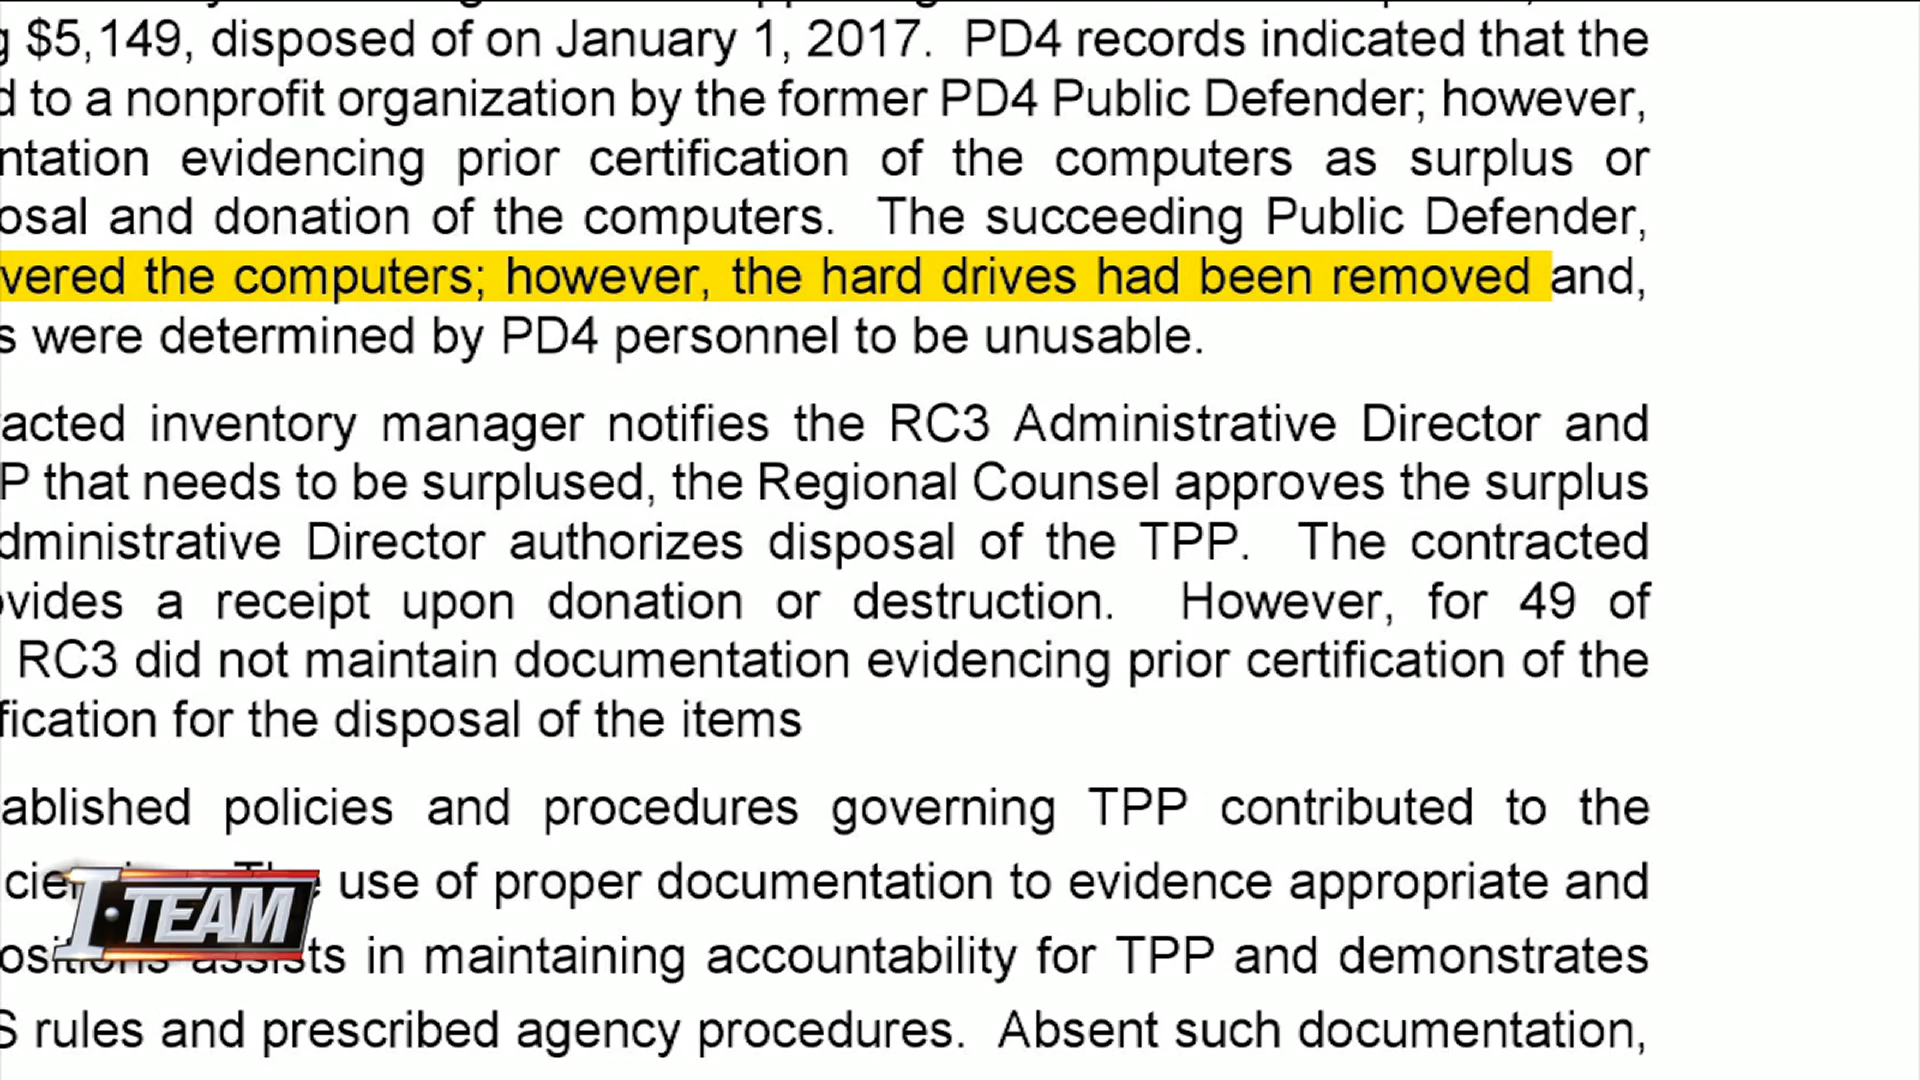 $5,149, disposed of on January 1, 2017. PD4 records indicated that the
to a nonprofit organization by the former PD4 Public Defender; however,
ntation evidencing prior certification of the computers as surplus or
osal and donation of the computers. The succeeding Public Defender,
vered the computers; however, the hard drives had been removed and,
s were determined by PD4 personnel to be unusable.
acted inventory manager notifies the RC3 Administrative Director and
P that needs to be surplused, the Regional Counsel approves the surplus
dministrative Director authorizes disposal of the TPP. The contracted
vides a receipt upon donation or destruction. However, for 49 of
RC3 did not maintain documentation evidencing prior certification of the
fication for the disposal of the items
ablished policies and procedures governing TPP contributed to the
use of proper documentation to evidence appropriate and
I-TEAM
assists in maintaining accountability for TPP and demonstrates
S rules and prescribed agency procedures. Absent such documentation,